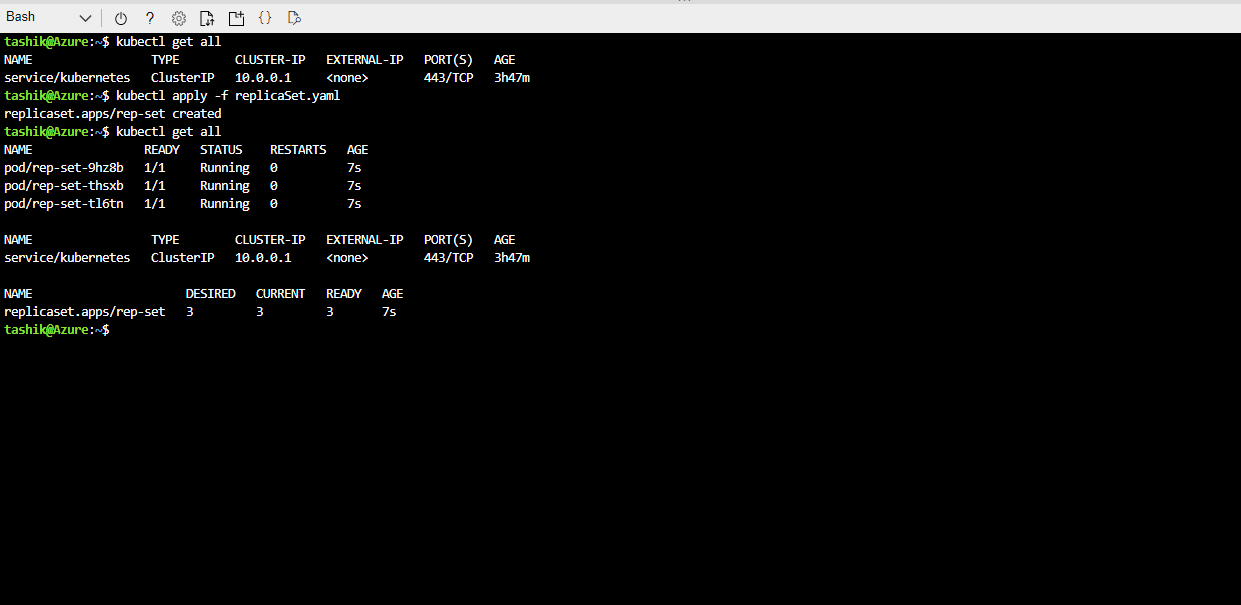 Bash
tashik@Azure:~$ kubectl get all
NAME TYPE CLUSTER-IP EXTERNAL-IP PORT(S) AGE
service/kubernetes ClusterIP 10.0.0.1 <none> 443/TCP 3h47m
tashik@Azure:~$ kubectl apply -f replicaSet.yaml
replicaset.apps/rep-set created
tashik@Azure:~$ kubectl get all
NAME READY STATUS RESTARTS AGE
pod/rep-set-9hz8b 1/1 Running 0 7s
pod/rep-set-thsxb 1/1 Running 0 7s
pod/rep-set-tl6tn 1/1 Running 0 7s
NAME TYPE CLUSTER-IP EXTERNAL-IP PORT(S) AGE
service/kubernetes ClusterIP 10.0.0.1 <none> 443/TCP 3h47m
NAME DESIRED CURRENT READY AGE
replicaset.apps/rep-set 3 3 3 7s
tashik@Azure:~$